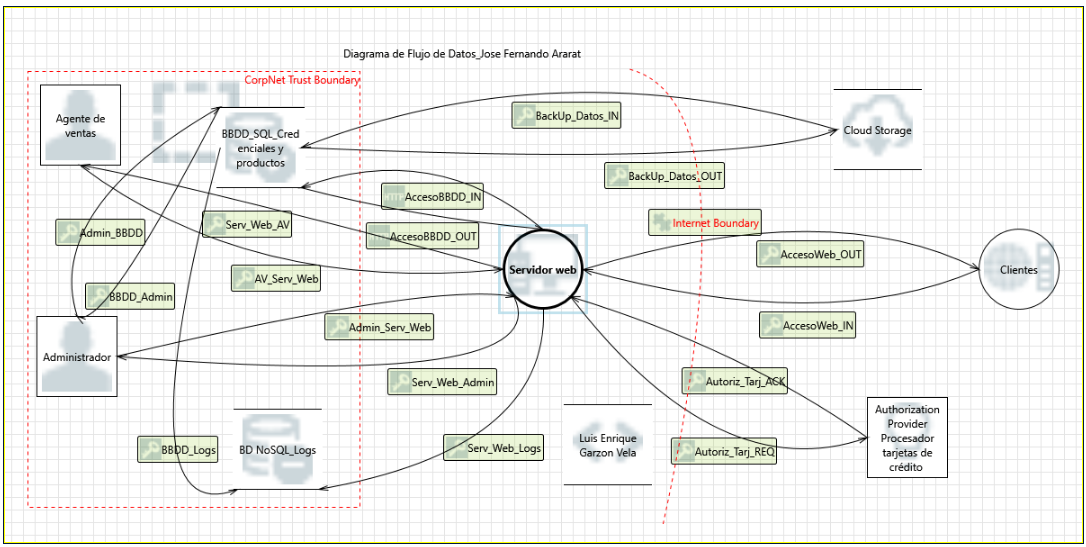 Diagrama de Flujo de Datos_Jose Fernando Ararat
CorpNet Trust Boundary
Agente de
ventas
BBDD_SQL_Cred
enciales y
productos
BackUp_Datos_IN
Cloud Storage
BackUp_Datos_OUT
AccesoBBDD_IN
Admin_BBDD
Serv_Web_AV
AccesoBBDD_OUT
Internet Boundary
AccesoWeb_OUT
Servidor web
Clientes
AV_Serv_Web
BBDD_Admin
Admin_Serv_Web
AccesoWeb_IN
Administrador
Serv_Web_Admin
Autoriz_Tarj_ACK
Authorization
Provider
Procesador
tarjetas de
crédito
BBDD_Logs
BD NoSQL_Logs
Serv_Web_Logs
Luis Enrique
Garzon Vela
Autoriz_Tarj_REQ